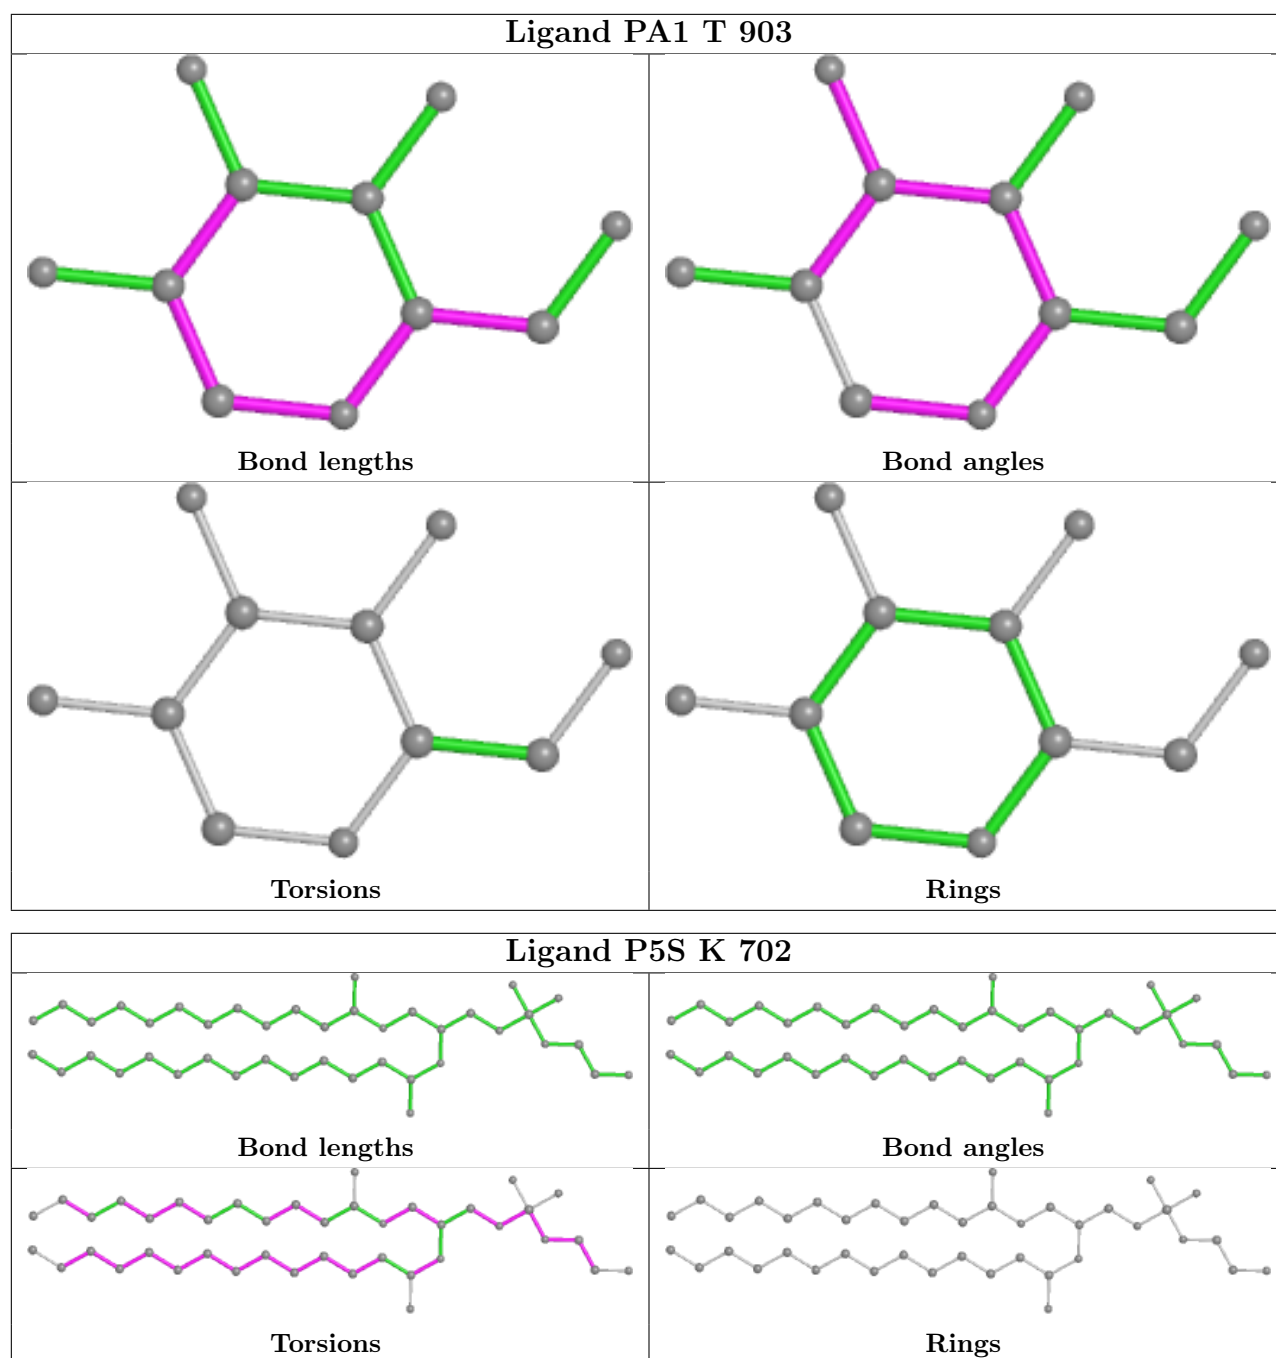 Ligand PA1 T 903
Bond lengths
Bond angles
Torsions
Rings
Ligand P5S K 702
Bond lengths
Bond angles
Torsions
Rings